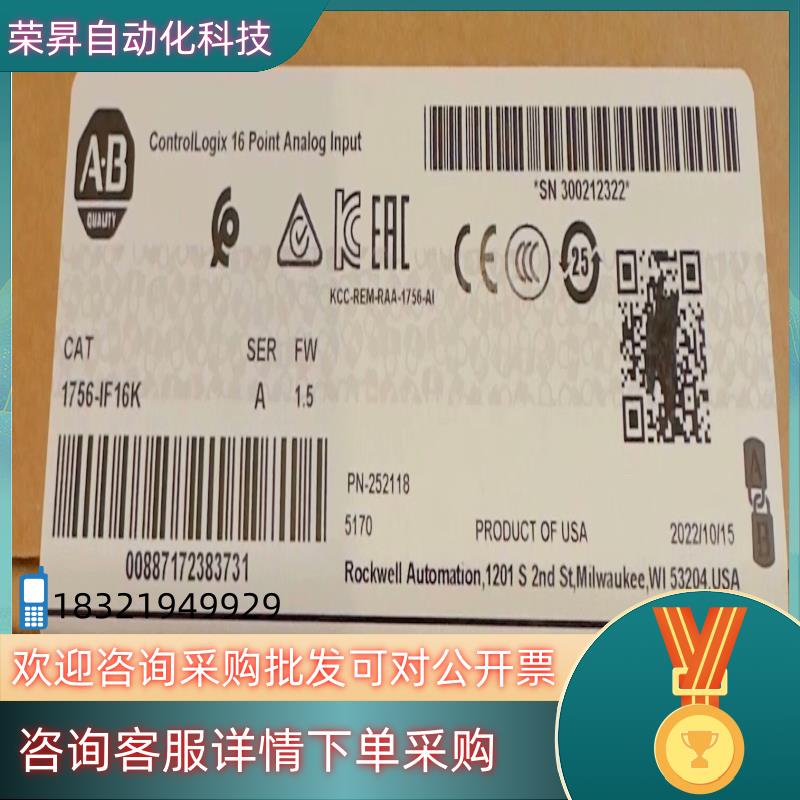 荣昇自动化科技
A-B
QUALITY
ControlLogix 16 Point Analog Input
*SN 300212322*
EAC
KCC-REM-RAA-1756-AI
CE
25
CAT SER FW
1756-IF16K A 1.5
A
B
PN-252118
5170 PRODUCT OF USA 2022/10/15
00887172383731
Rockwell Automation,1201 S 2nd St,Milwaukee,WI 53204.USA
18321949929
欢迎咨询采购批发可对公开票
咨询客服详情下单采购